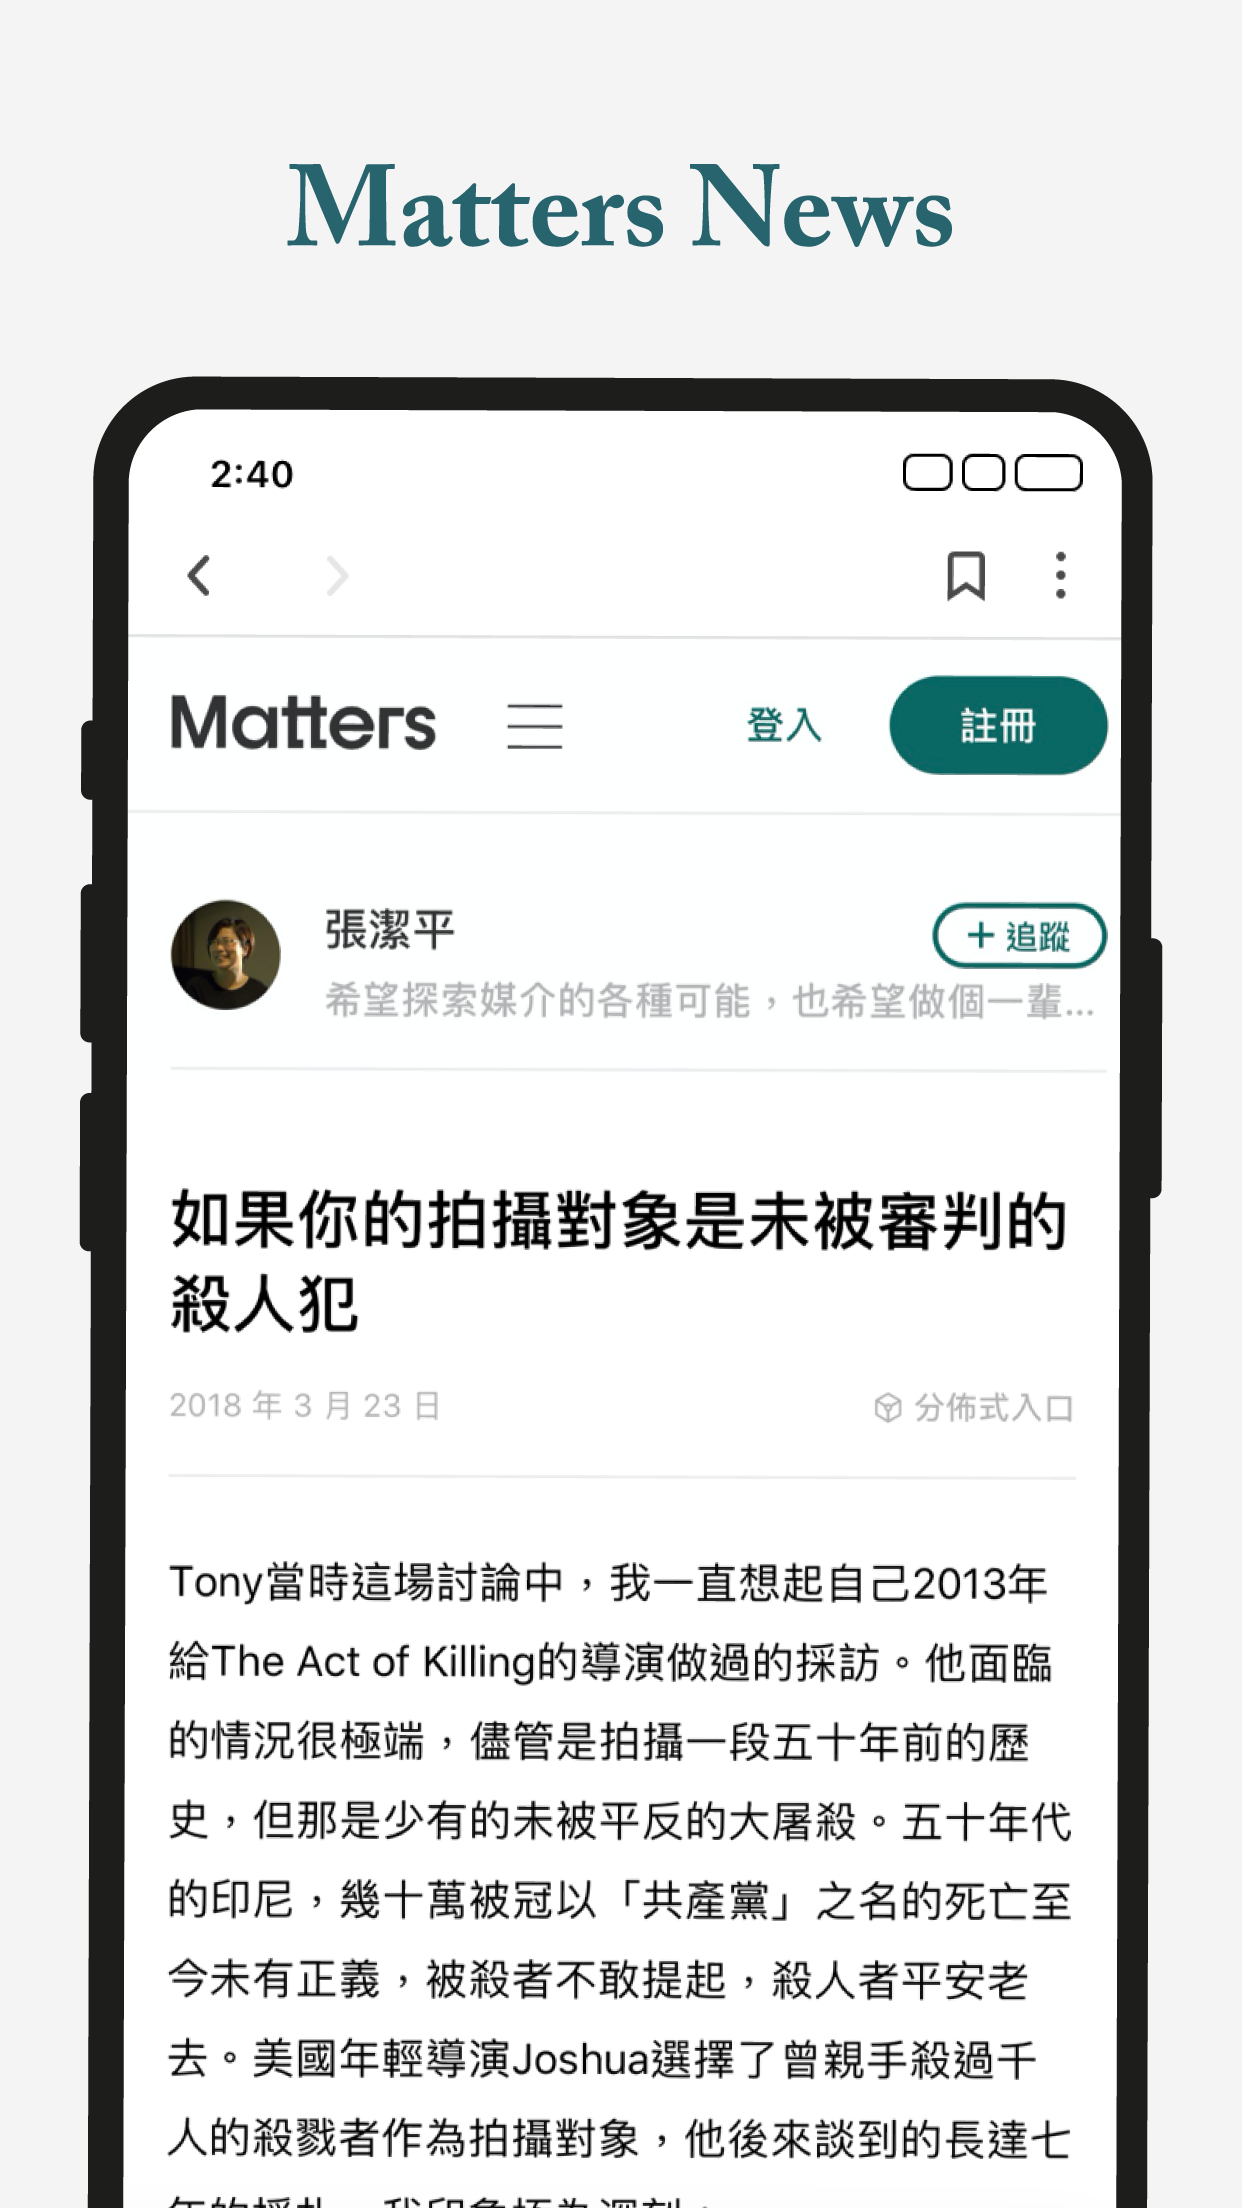 Matters News
2:40
Matters
登入
註冊
張潔平
+ 追蹤
希望探索媒介的各種可能，也希望做個一輩...
如果你的拍攝對象是未被審判的
殺人犯
2018 年 3 月 23 日
分佈式入口
Tony當時這場討論中，我一直想起自己2013年
給The Act of Killing的導演做過的採訪。他面臨
的情況很極端，儘管是拍攝一段五十年前的歷
史，但那是少有的未被平反的大屠殺。五十年代
的印尼，幾十萬被冠以「共產黨」之名的死亡至
今未有正義，被殺者不敢提起，殺人者平安老
去。美國年輕導演Joshua選擇了曾親手殺過千
人的殺戮者作為拍攝對象，他後來談到的長達七